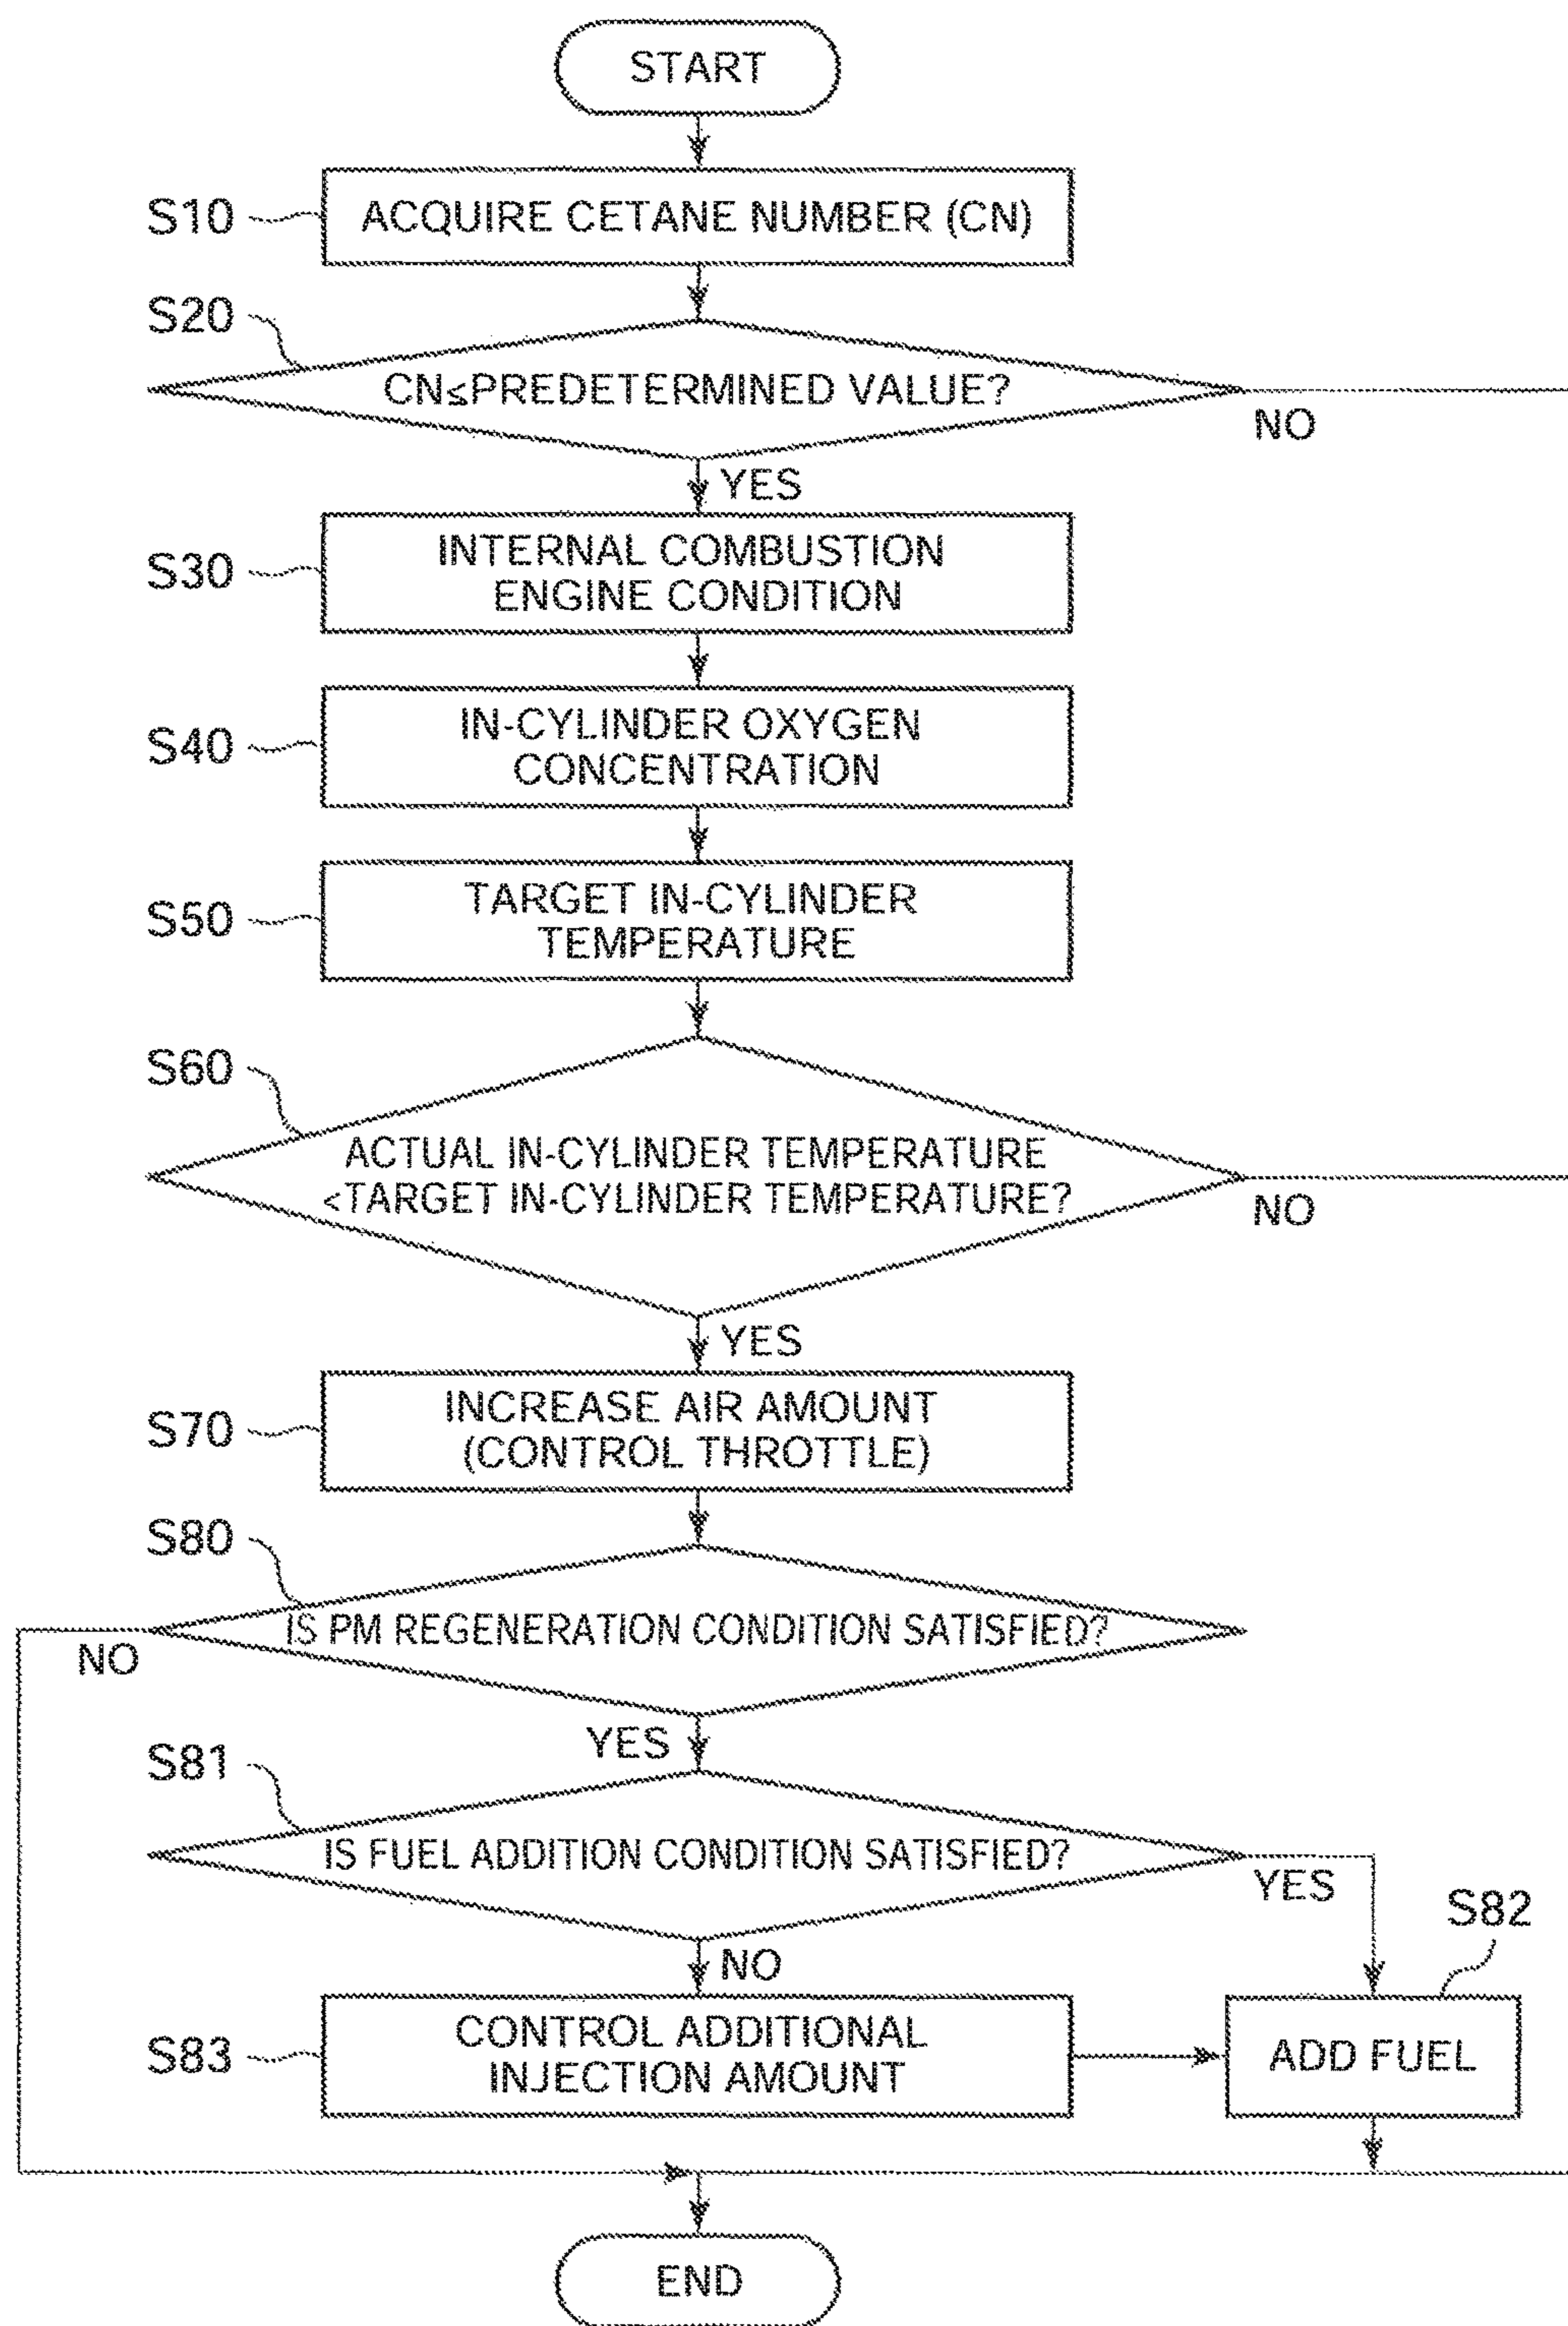 START
S10
ACQUIRE CETANE NUMBER (CN)
S20
CN≤PREDETERMINED VALUE?
NO
YES
S30
INTERNAL COMBUSTION
ENGINE CONDITION
S40
IN-CYLINDER OXYGEN
CONCENTRATION
S50
TARGET IN-CYLINDER
TEMPERATURE
S60
ACTUAL IN-CYLINDER TEMPERATURE
<TARGET IN-CYLINDER TEMPERATURE?
NO
YES
S70
INCREASE AIR AMOUNT
(CONTROL THROTTLE)
S80
IS PM REGENERATION CONDITION SATISFIED?
NO
YES
S81
IS FUEL ADDITION CONDITION SATISFIED?
YES
S82
NO
S83
CONTROL ADDITIONAL
INJECTION AMOUNT
ADD FUEL
END